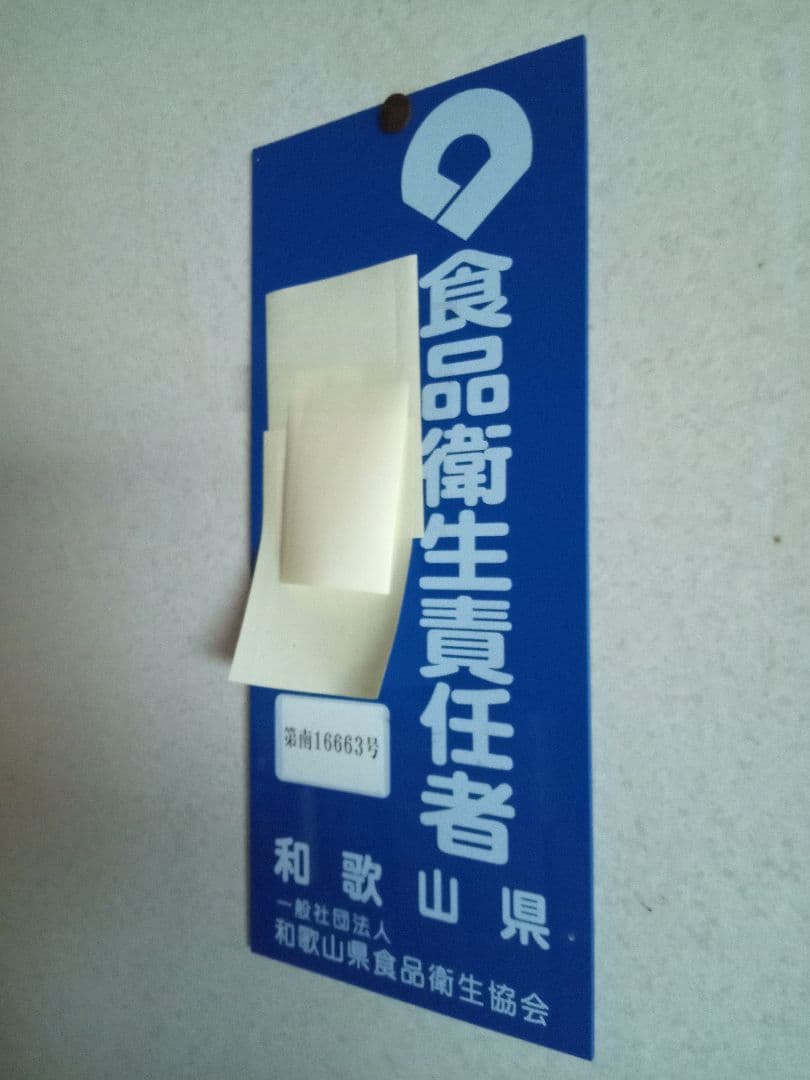 食品衛生責任者
第南16663号
和歌山県
一般社団法人
和歌山県食品衛生協会